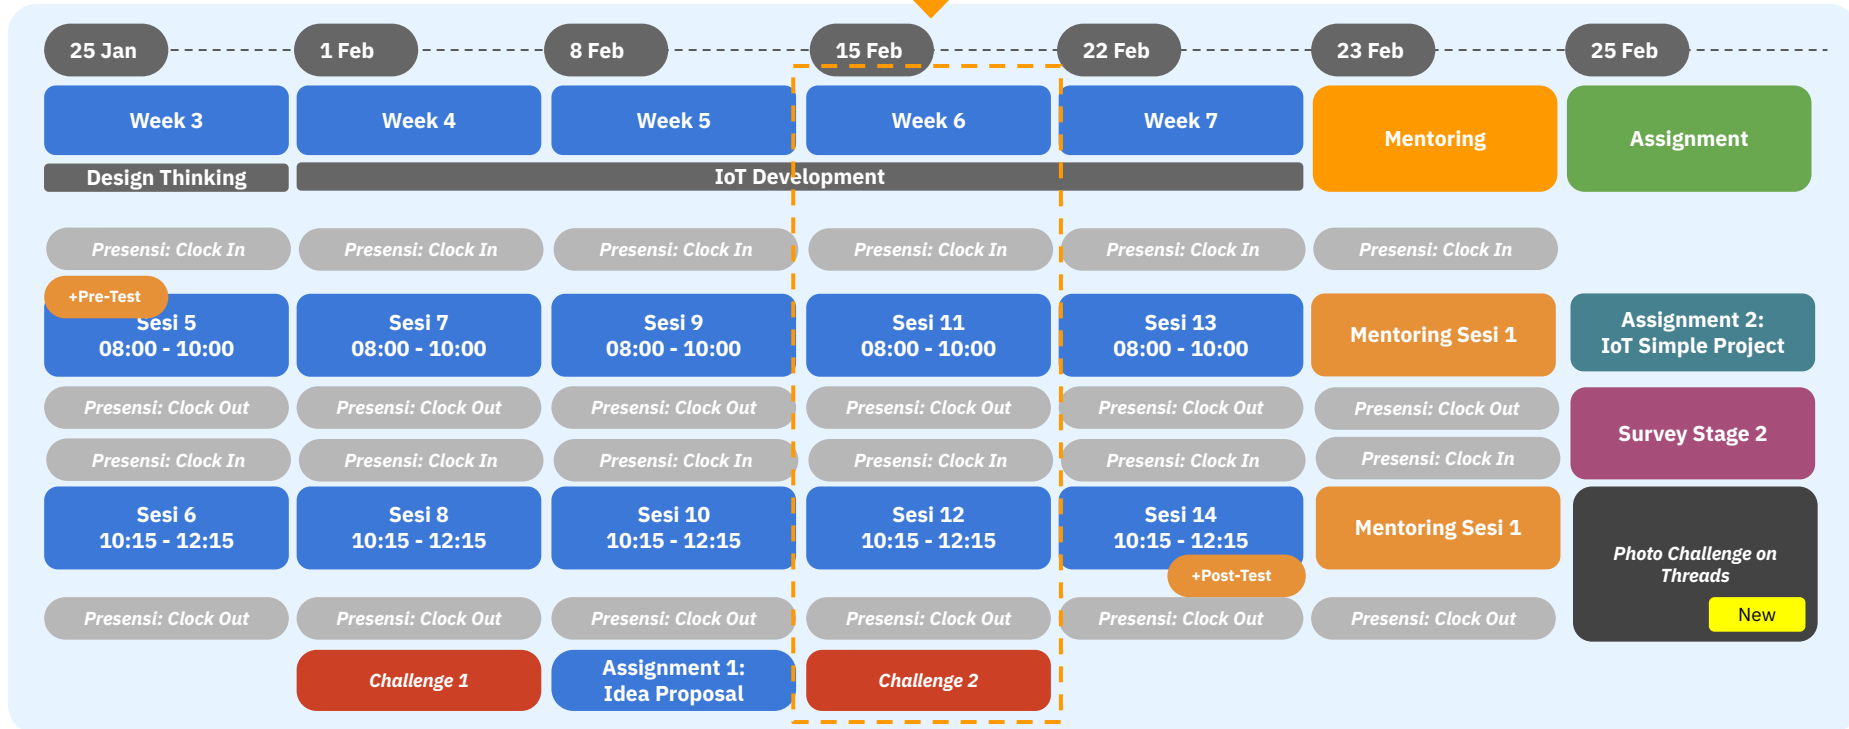 25 Jan
1 Feb
8 Feb
15 Feb
22 Feb
23 Feb
25 Feb
Week 3
Week 4
Week 5
Week 6
Week 7
Mentoring
Assignment
Design Thinking
IoT Development
Presensi: Clock In
Presensi: Clock In
Presensi: Clock In
Presensi: Clock In
Presensi: Clock In
Presensi: Clock In
+Pre-Test
Sesi 5
08:00 - 10:00
Sesi 7
08:00 - 10:00
Sesi 9
08:00 - 10:00
Sesi 11
08:00 - 10:00
Sesi 13
08:00 - 10:00
Mentoring Sesi 1
Assignment 2:
IoT Simple Project
Presensi: Clock Out
Presensi: Clock Out
Presensi: Clock Out
Presensi: Clock Out
Presensi: Clock Out
Presensi: Clock Out
Survey Stage 2
Presensi: Clock In
Presensi: Clock In
Presensi: Clock In
Presensi: Clock In
Presensi: Clock In
Presensi: Clock In
Sesi 6
10:15 - 12:15
Sesi 8
10:15 - 12:15
Sesi 10
10:15 - 12:15
Sesi 12
10:15 - 12:15
Sesi 14
10:15 - 12:15
+Post-Test
Mentoring Sesi 1
Photo Challenge on
Threads
New
Presensi: Clock Out
Presensi: Clock Out
Presensi: Clock Out
Presensi: Clock Out
Presensi: Clock Out
Presensi: Clock Out
Challenge 1
Assignment 1:
Idea Proposal
Challenge 2